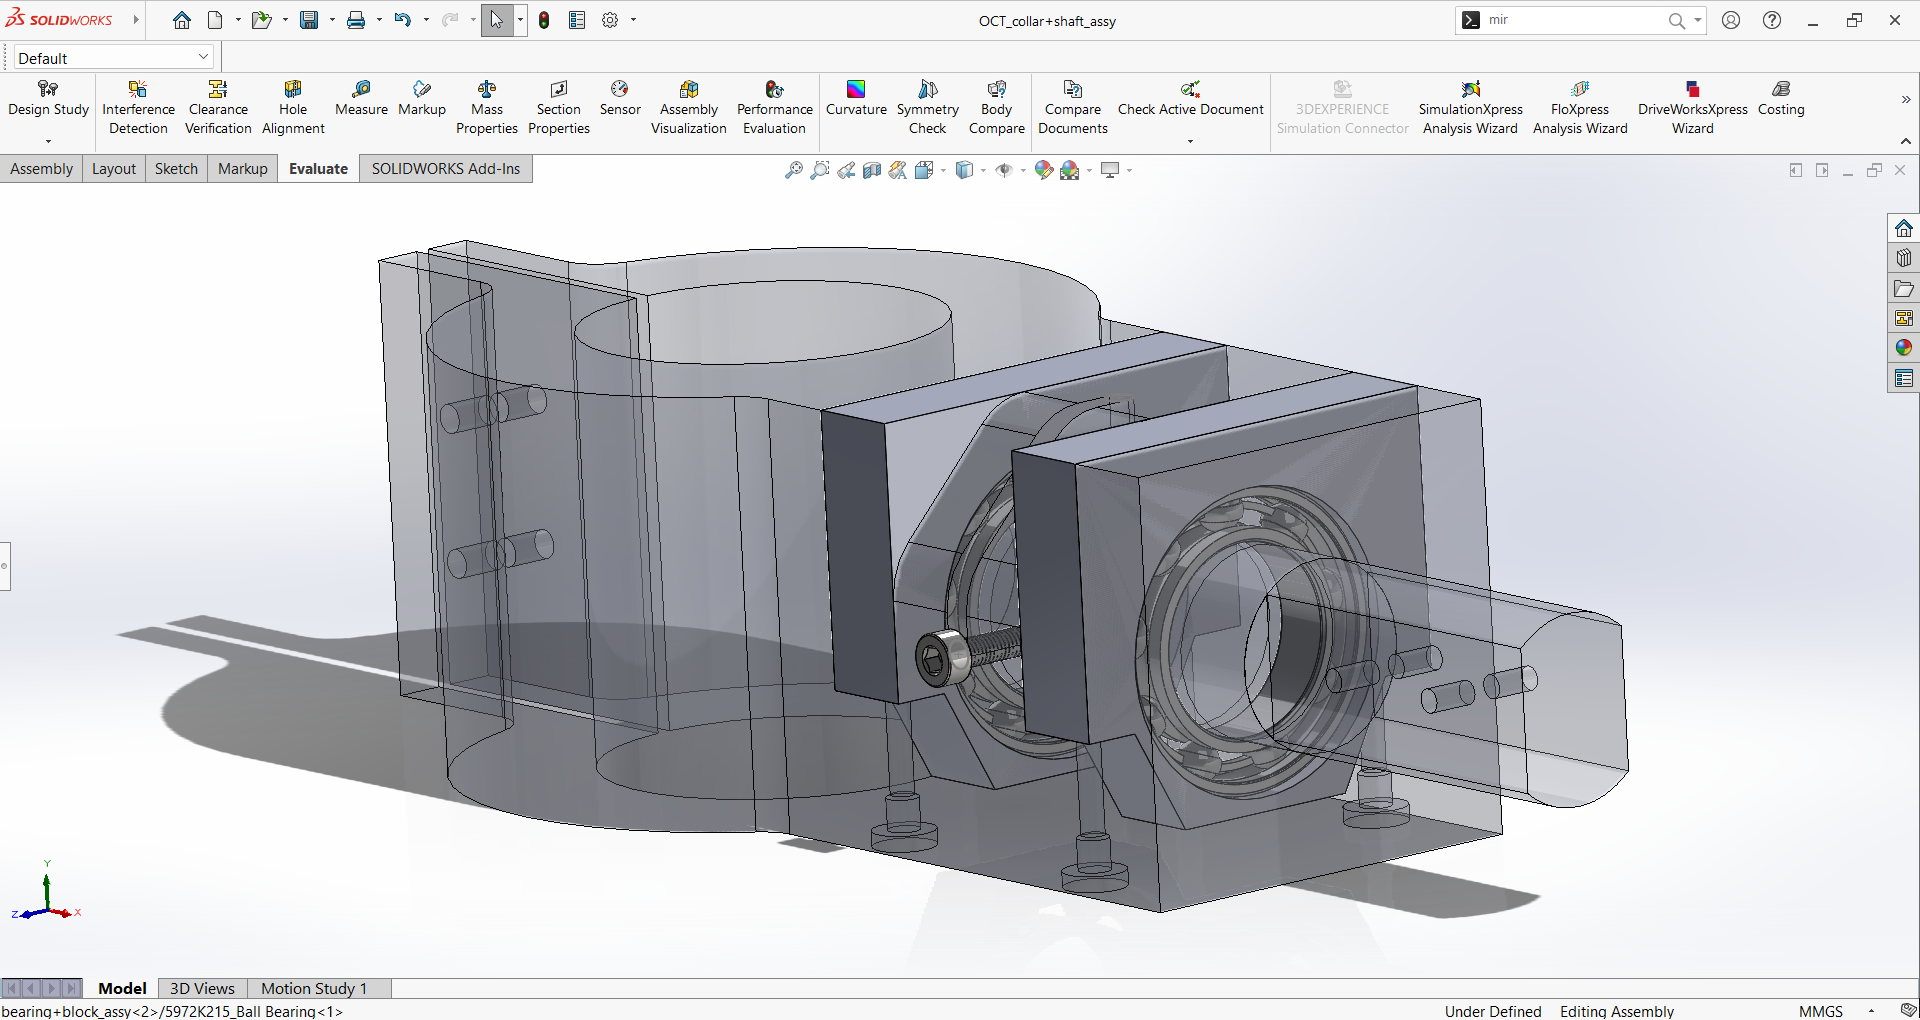 SOLIDWORKS
OCT_collar+shaft_assy
mir
Default
Design Study
Interference Detection
Clearance Verification
Hole Alignment
Measure
Markup
Mass Properties
Section Properties
Sensor
Assembly Visualization
Performance Evaluation
Curvature
Symmetry Check
Body Compare
Compare Documents
Check Active Document
3DEXPERIENCE Simulation Connector
SimulationXpress Analysis Wizard
FloXpress Analysis Wizard
DriveWorksXpress Wizard
Costing
Assembly
Layout
Sketch
Markup
Evaluate
SOLIDWORKS Add-Ins
Y
Z
X
Model
3D Views
Motion Study 1
bearing+block_assy<2>/5972K215_Ball Bearing<1>
Under Defined
Editing Assembly
MMGS